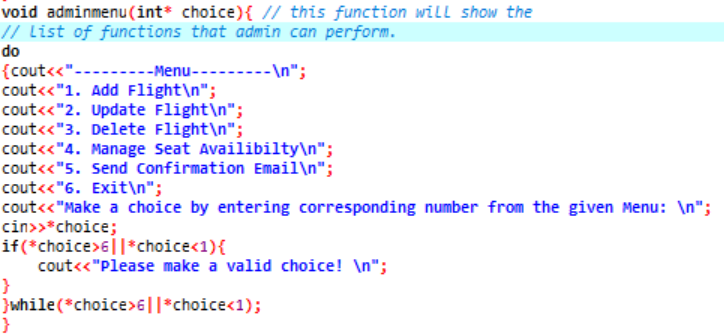 void adminmenu(int* choice){ // this function will show the
// list of functions that admin can perform.
do
{cout<<"---------Menu---------\n";
cout<<"1. Add Flight\n";
cout<<"2. Update Flight\n";
cout<<"3. Delete Flight\n";
cout<<"4. Manage Seat Availibilty\n";
cout<<"5. Send Confirmation Email\n";
cout<<"6. Exit\n";
cout<<"Make a choice by entering corresponding number from the given Menu: \n";
cin>>*choice;
if(*choice>6||*choice<1){
    cout<<"Please make a valid choice! \n";
}
}while(*choice>6||*choice<1);
}